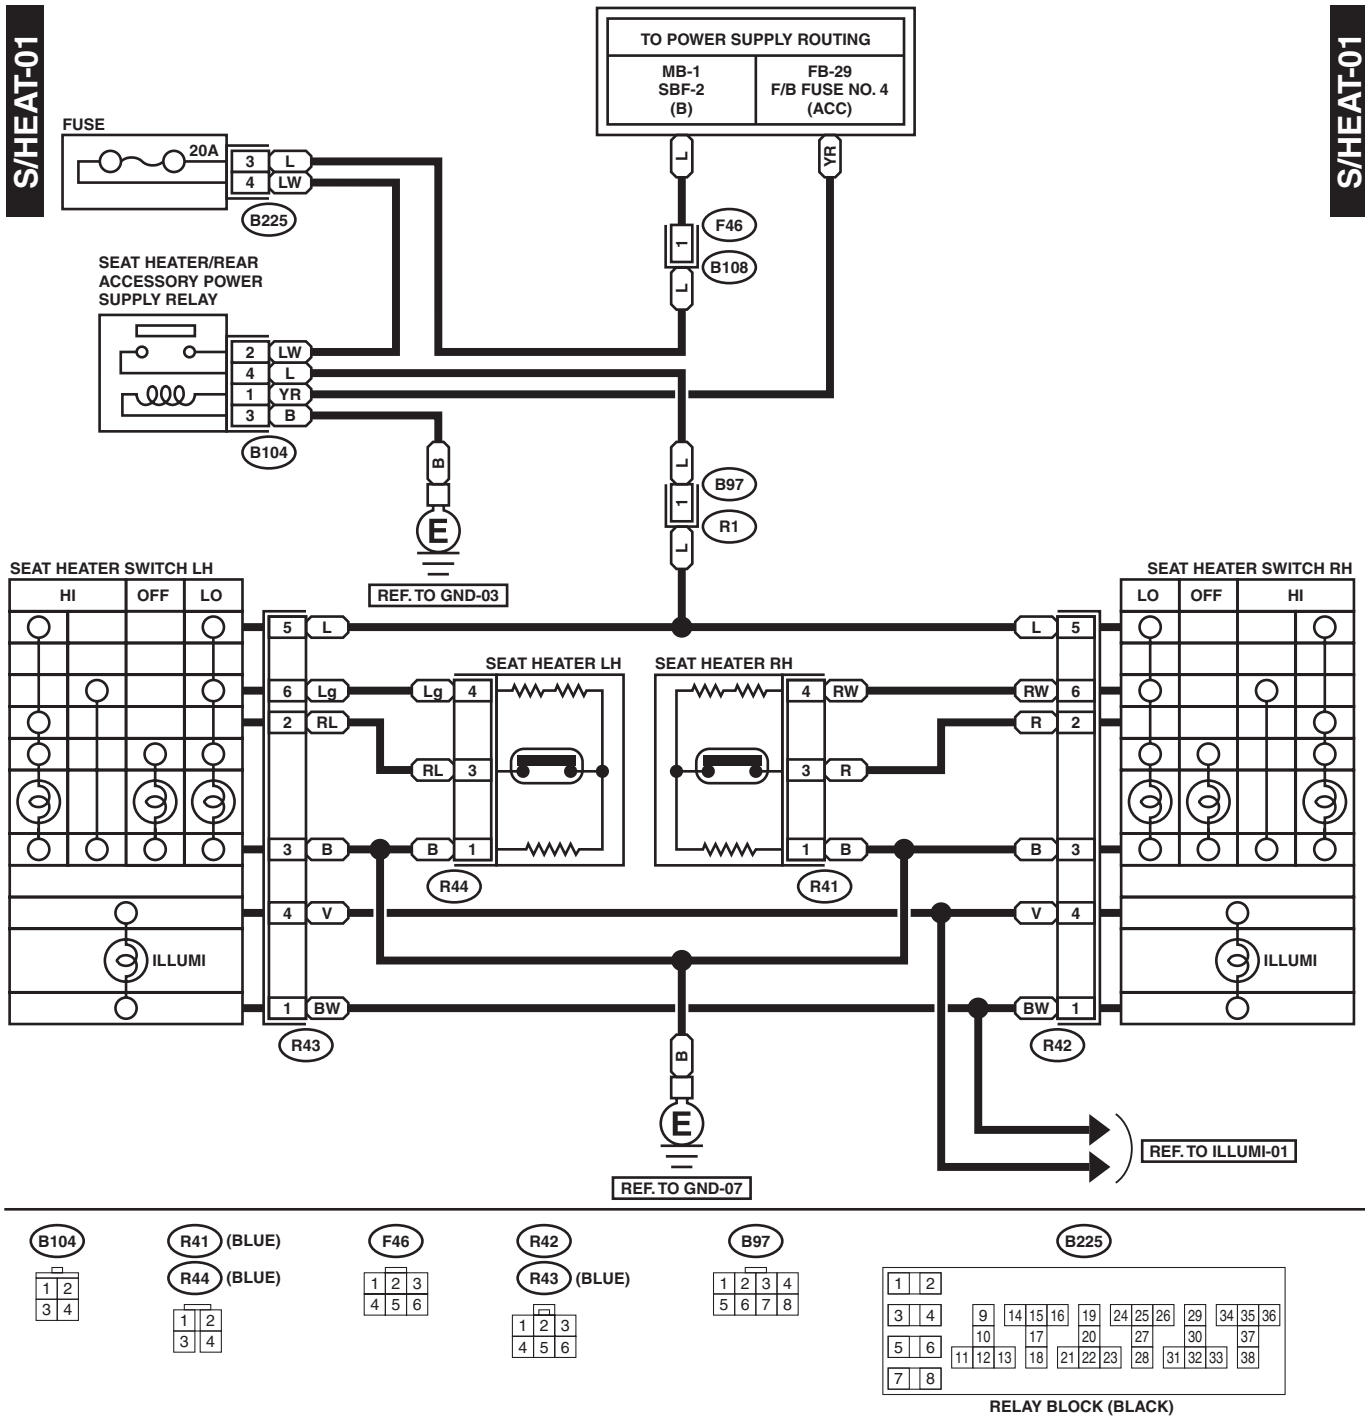 S/HEAT-01
S/HEAT-01
TO POWER SUPPLY ROUTING
MB-1
SBF-2
(B)
FB-29
F/B FUSE NO. 4
(ACC)
FUSE
20A
3 L
4 LW
B225
L
YR
1
F46
B108
L
SEAT HEATER/REAR
ACCESSORY POWER
SUPPLY RELAY
2 LW
4 L
1 YR
3 B
B104
B
E
REF. TO GND-03
L
1
B97
R1
L
SEAT HEATER SWITCH LH
HI OFF LO
SEAT HEATER SWITCH RH
LO OFF HI
5 L
L 5
SEAT HEATER LH
SEAT HEATER RH
6 Lg
Lg 4
4 RW
RW 6
2 RL
R 2
RL 3
3 R
3 B
B 1
1 B
B 3
R44
R41
4 V
V 4
ILLUMI
ILLUMI
1 BW
BW 1
R43
R42
B
E
REF. TO GND-07
REF. TO ILLUMI-01
B104
1 2
3 4
R41 (BLUE)
R44 (BLUE)
1 2
3 4
F46
1 2 3
4 5 6
R42
R43 (BLUE)
1 2 3
4 5 6
B97
1 2 3 4
5 6 7 8
B225
1 2
3 4 9 14 15 16 19 24 25 26 29 34 35 36
10 17 20 27 30 37
5 6 11 12 13 18 21 22 23 28 31 32 33 38
7 8
RELAY BLOCK (BLACK)